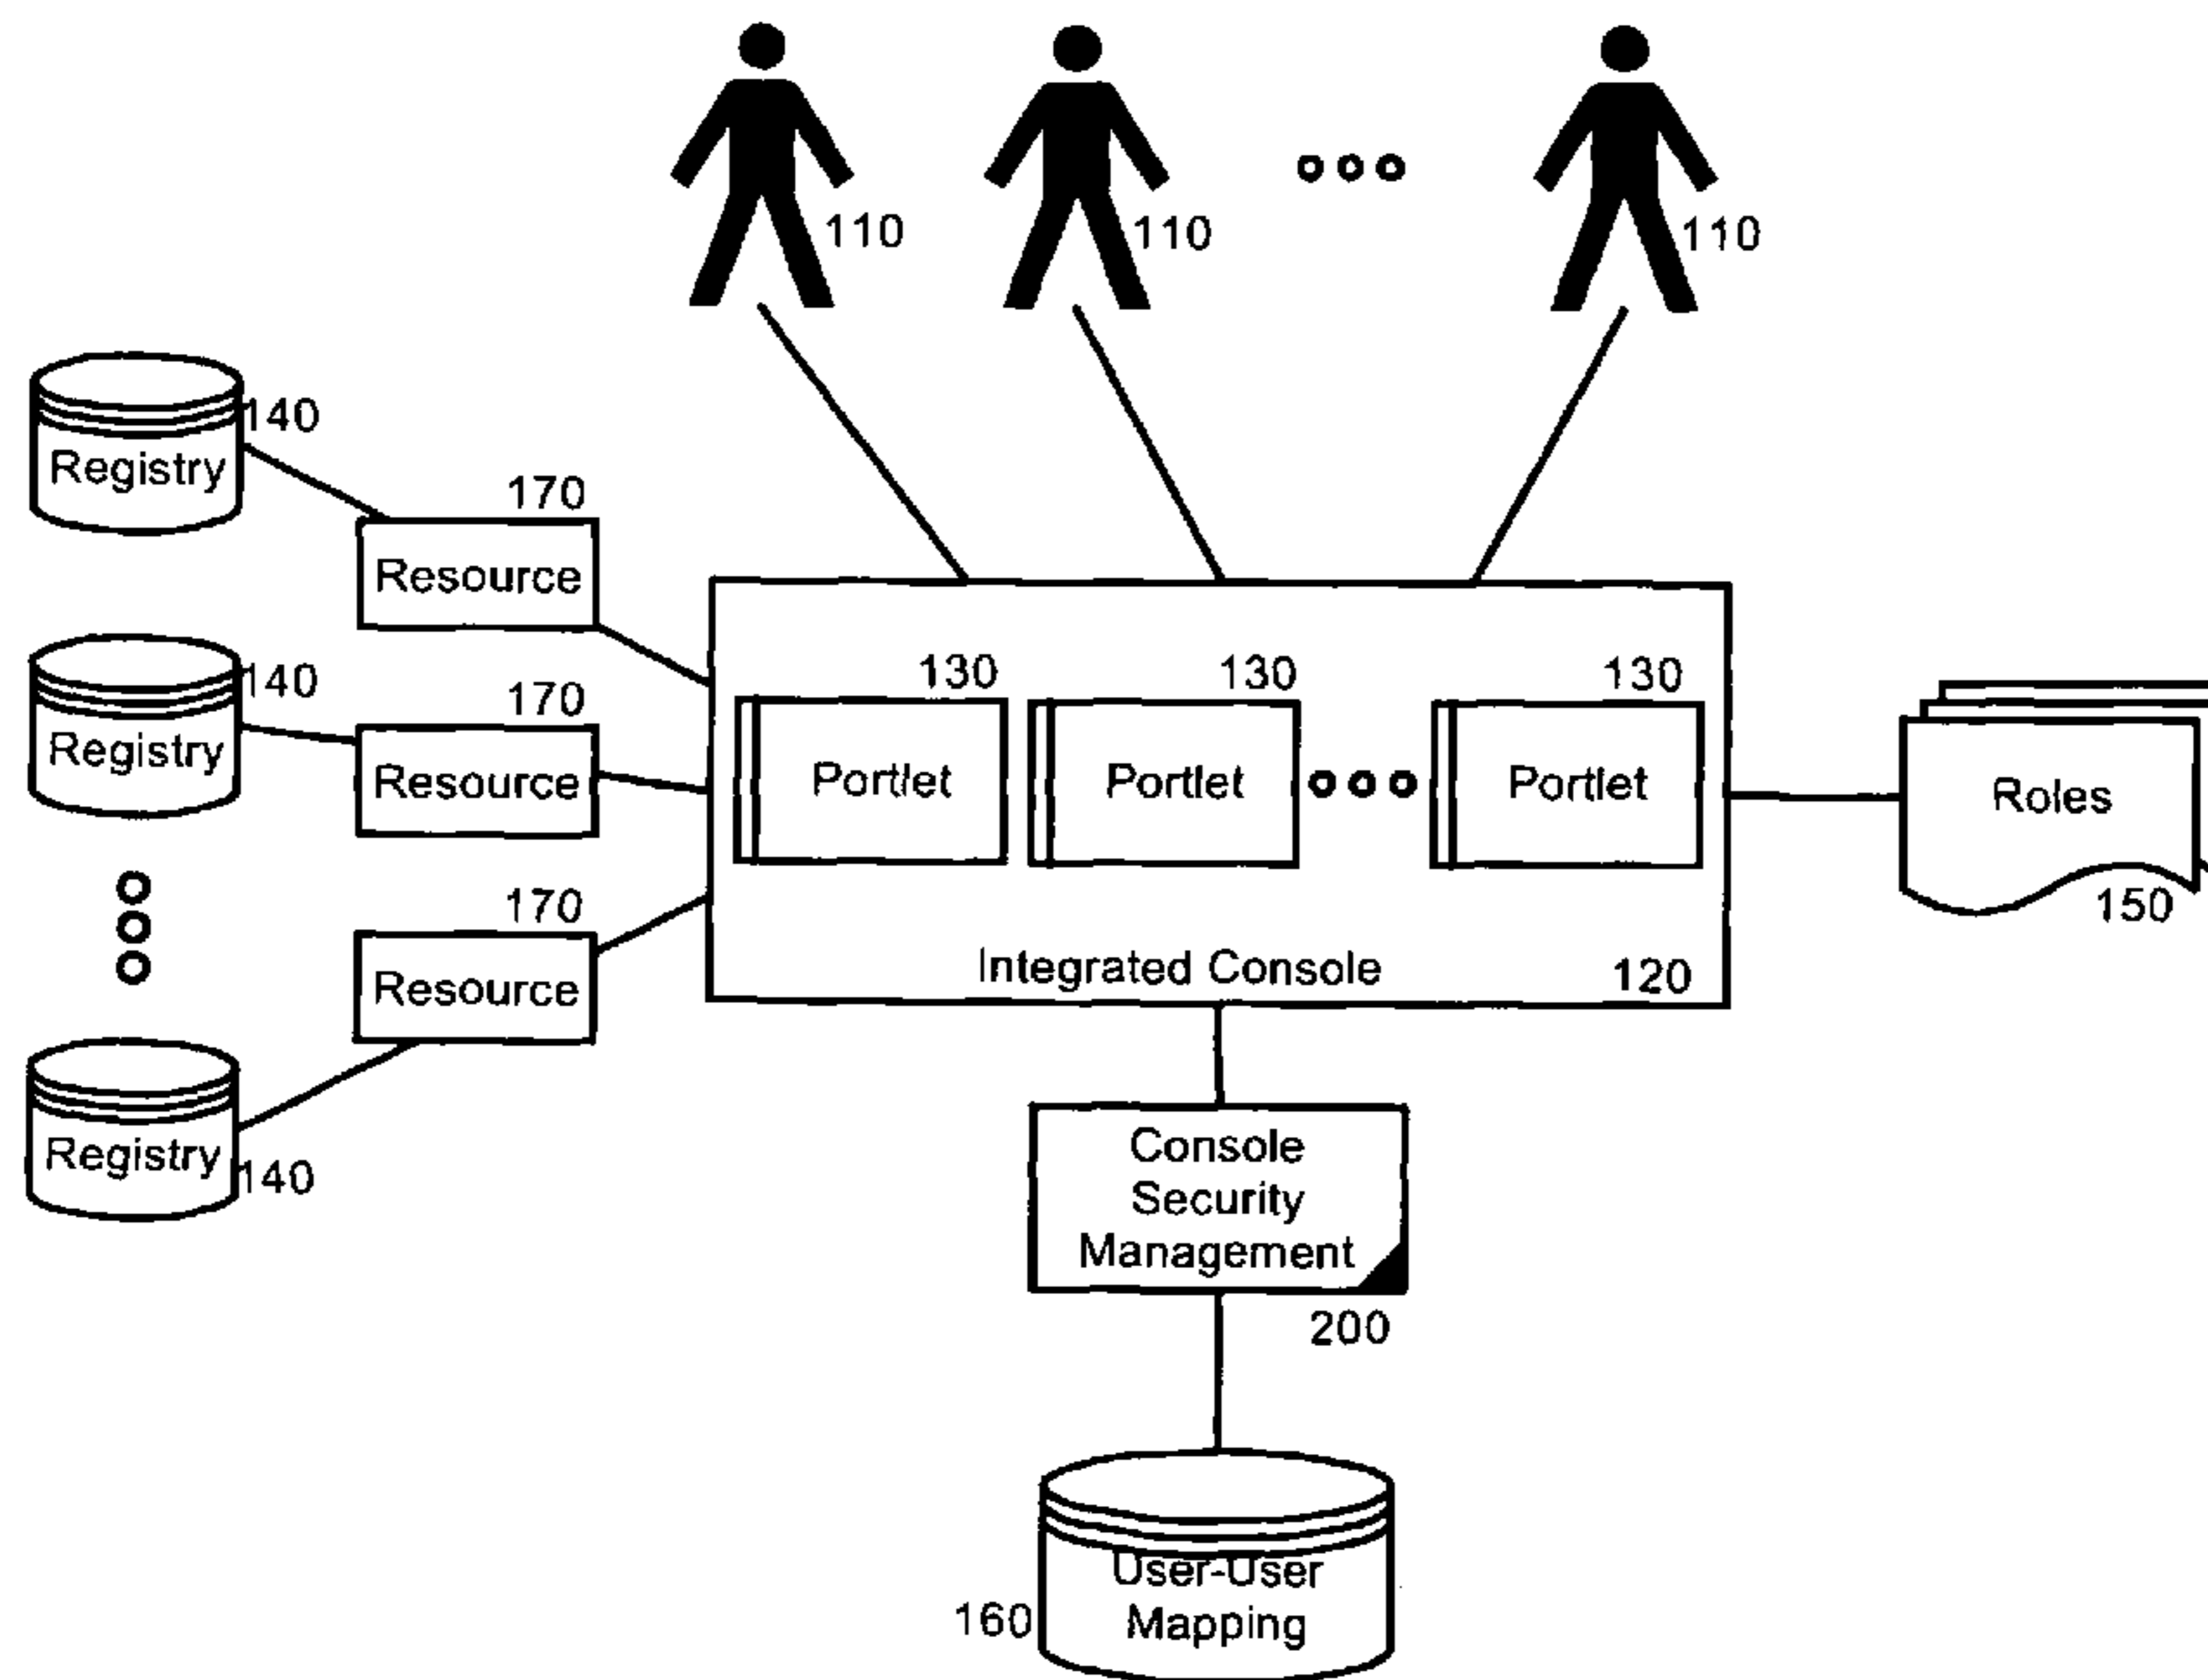 110 110 110
140
Registry
170
Resource
140
Registry
170
Resource
170
Resource
140
Registry
130 130 130
Portlet Portlet Portlet
Integrated Console 120
Roles
150
Console
Security
Management
200
User-User
Mapping
160